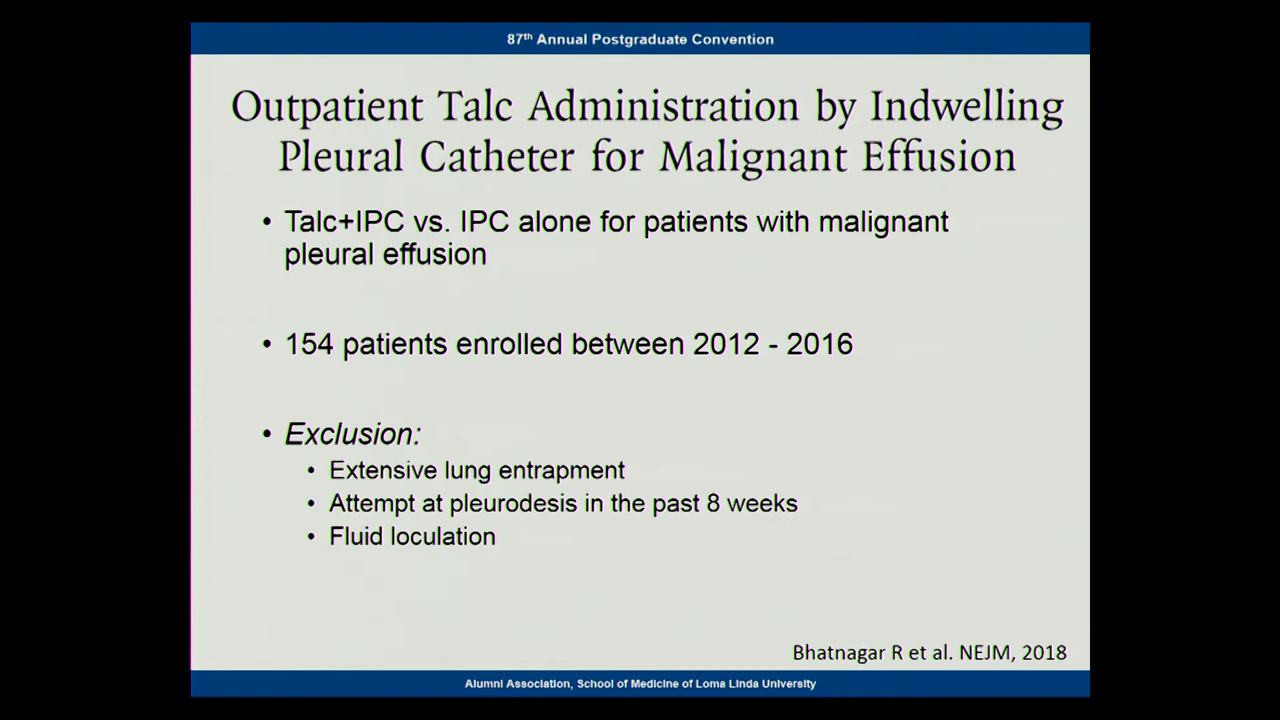 87th Annual Postgraduate Convention
Outpatient Talc Administration by Indwelling
Pleural Catheter for Malignant Effusion
• Talc+IPC vs. IPC alone for patients with malignant
pleural effusion
• 154 patients enrolled between 2012 - 2016
• Exclusion:
• Extensive lung entrapment
• Attempt at pleurodesis in the past 8 weeks
• Fluid loculation
Bhatnagar R et al. NEJM, 2018
Alumni Association, School of Medicine of Loma Linda University